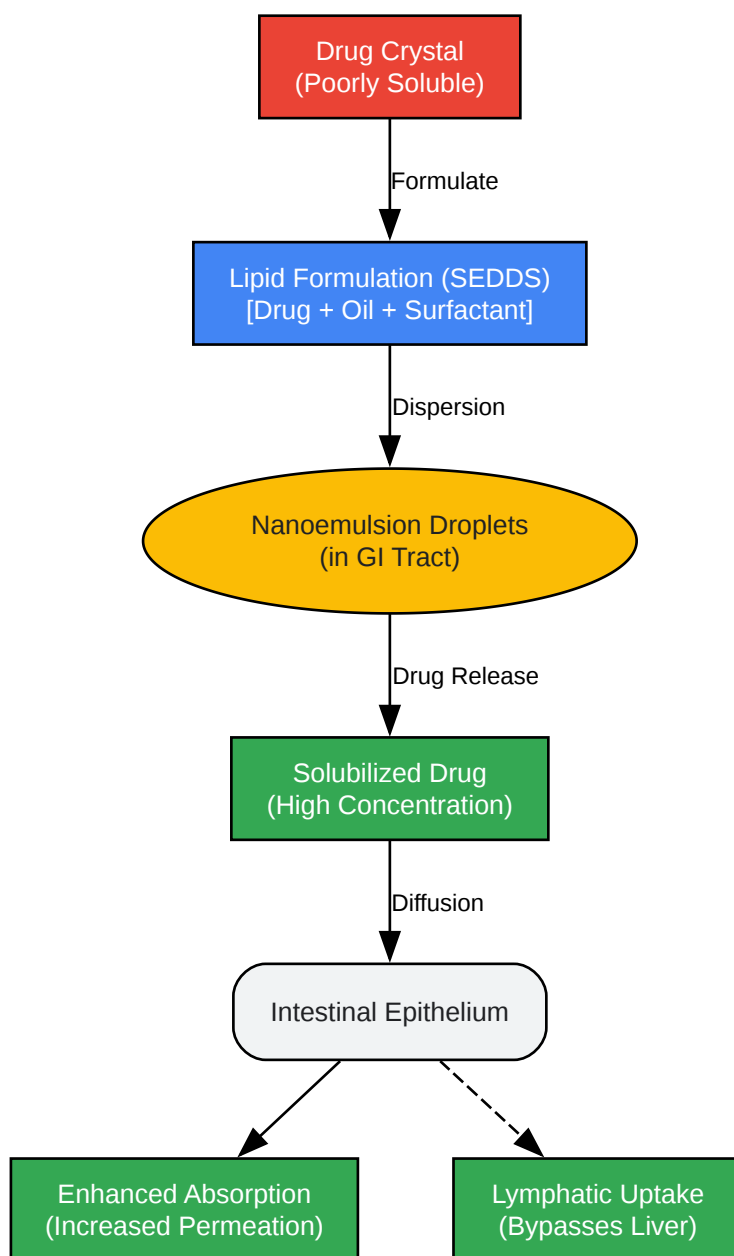 Drug Crystal
(Poorly Soluble)
Formulate
Lipid Formulation (SEDDS)
[Drug + Oil + Surfactant]
Dispersion
Nanoemulsion Droplets
(in GI Tract)
Drug Release
Solubilized Drug
(High Concentration)
Diffusion
Intestinal Epithelium
Enhanced Absorption
(Increased Permeation)
Lymphatic Uptake
(Bypasses Liver)